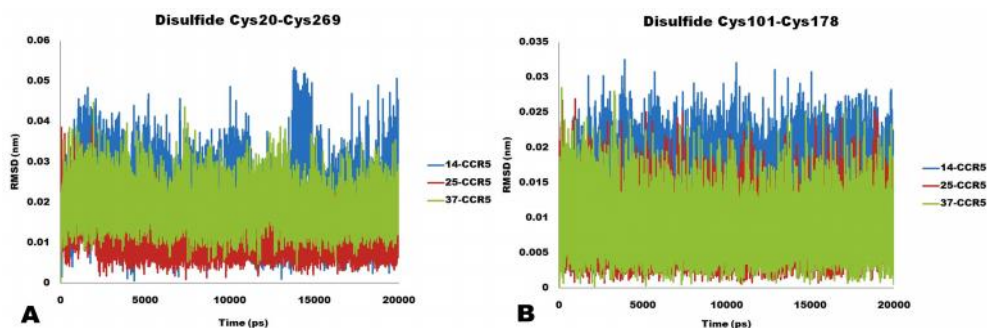 Disulfide Cys20-Cys269
0.06
0.05
0.04
0.03
0.02
0.01
0
RMSD (nm)
0
5000
10000
15000
20000
Time (ps)
14-CCR5
25-CCR5
37-CCR5
A
Disulfide Cys101-Cys178
0.035
0.03
0.025
0.02
0.015
0.01
0.005
0
RMSD (nm)
0
5000
10000
15000
20000
Time (ps)
14-CCR5
25-CCR5
37-CCR5
B